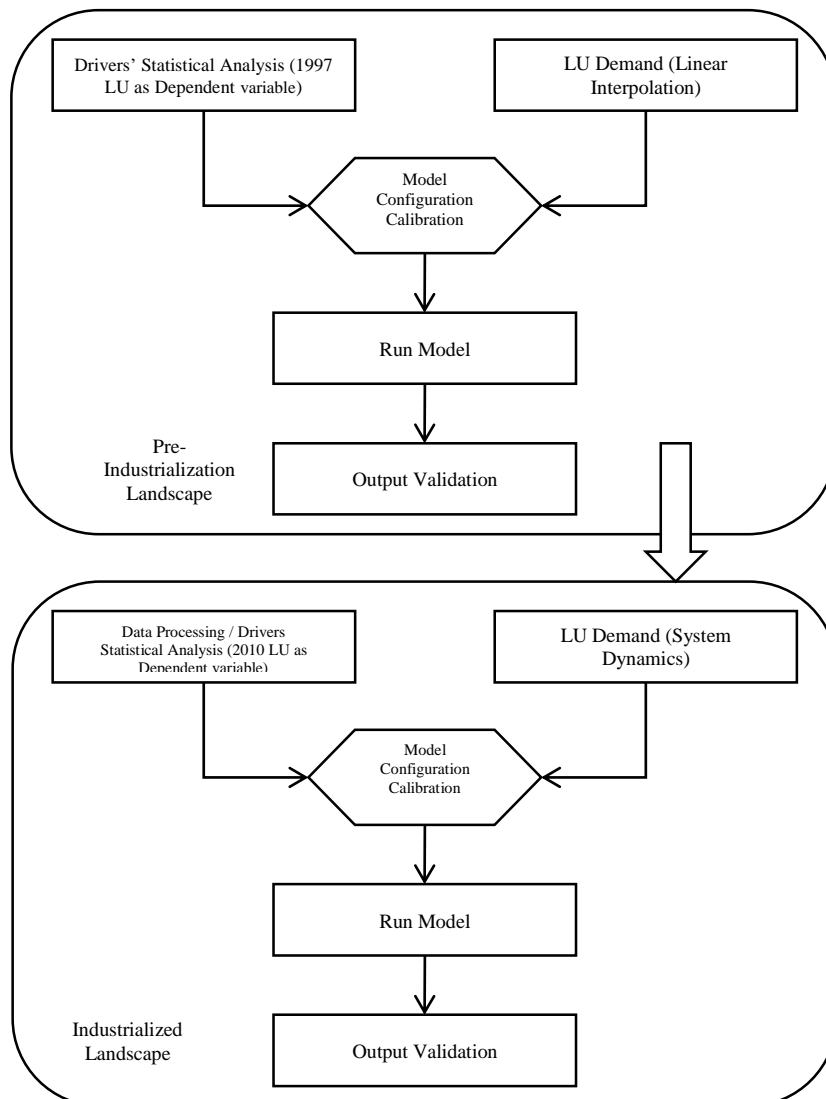 Drivers’ Statistical Analysis (1997
LU as Dependent variable)
LU Demand (Linear
Interpolation)
Model
Configuration
Calibration
Run Model
Pre-
Industrialization
Landscape
Output Validation
Data Processing / Drivers
Statistical Analysis (2010 LU as
Dependent variable)
LU Demand (System
Dynamics)
Model
Configuration
Calibration
Run Model
Industrialized
Landscape
Output Validation